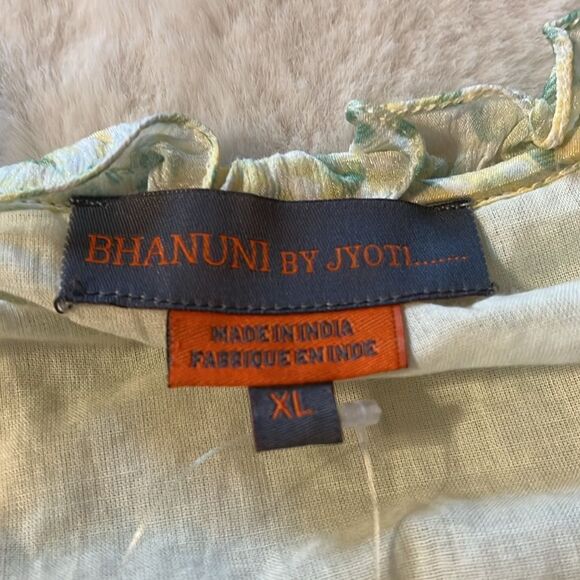 BHANUNI BY JYOTI.......
MADE IN INDIA
FABRIQUE EN INDE
XL